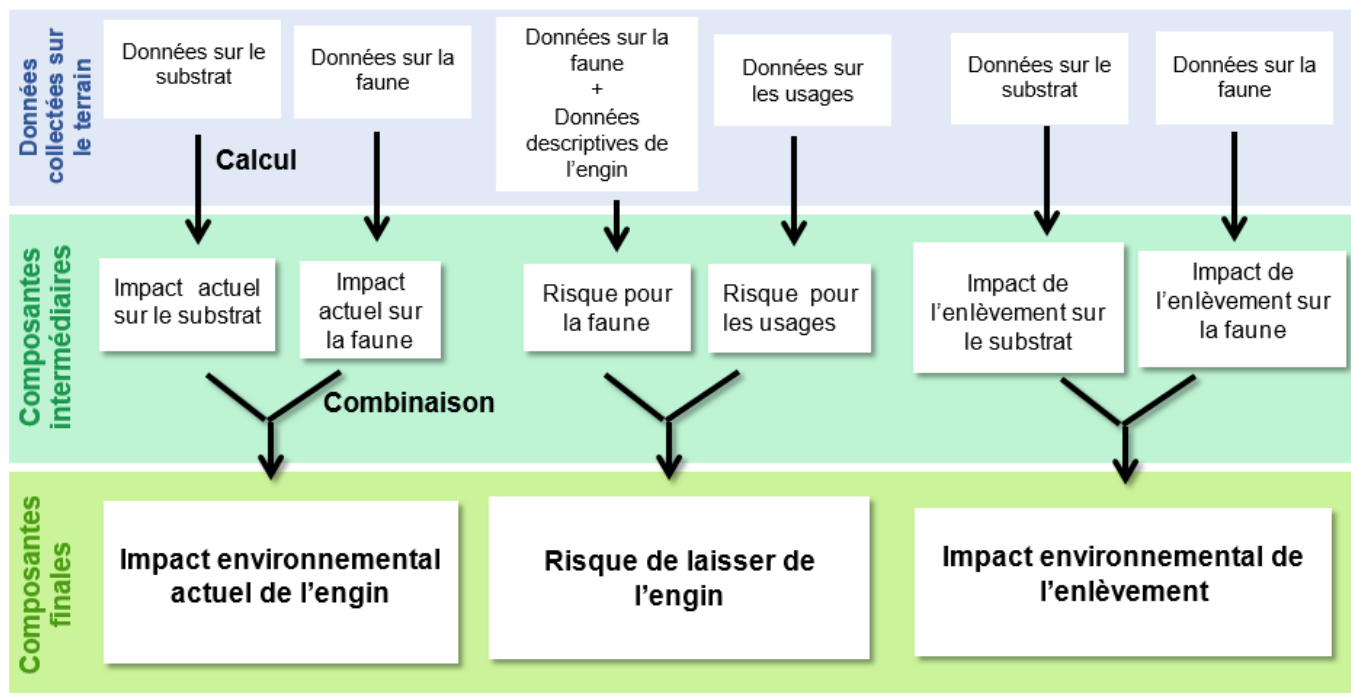 Données
collectées sur
le terrain
Données sur le
substrat
Données sur la
faune
Données sur la
faune
+
Données
descriptives de
l'engin
Données sur
les usages
Données sur le
substrat
Données sur la
faune
Calcul
Composantes
intermédiaires
Impact actuel
sur le substrat
Impact
actuel sur
la faune
Risque pour
la faune
Risque pour
les usages
Impact de
l'enlèvement sur
le substrat
Impact de
l'enlèvement sur
la faune
Combinaison
Composantes
finales
Impact environnemental
actuel de l'engin
Risque de laisser de
l'engin
Impact environnemental de
l'enlèvement